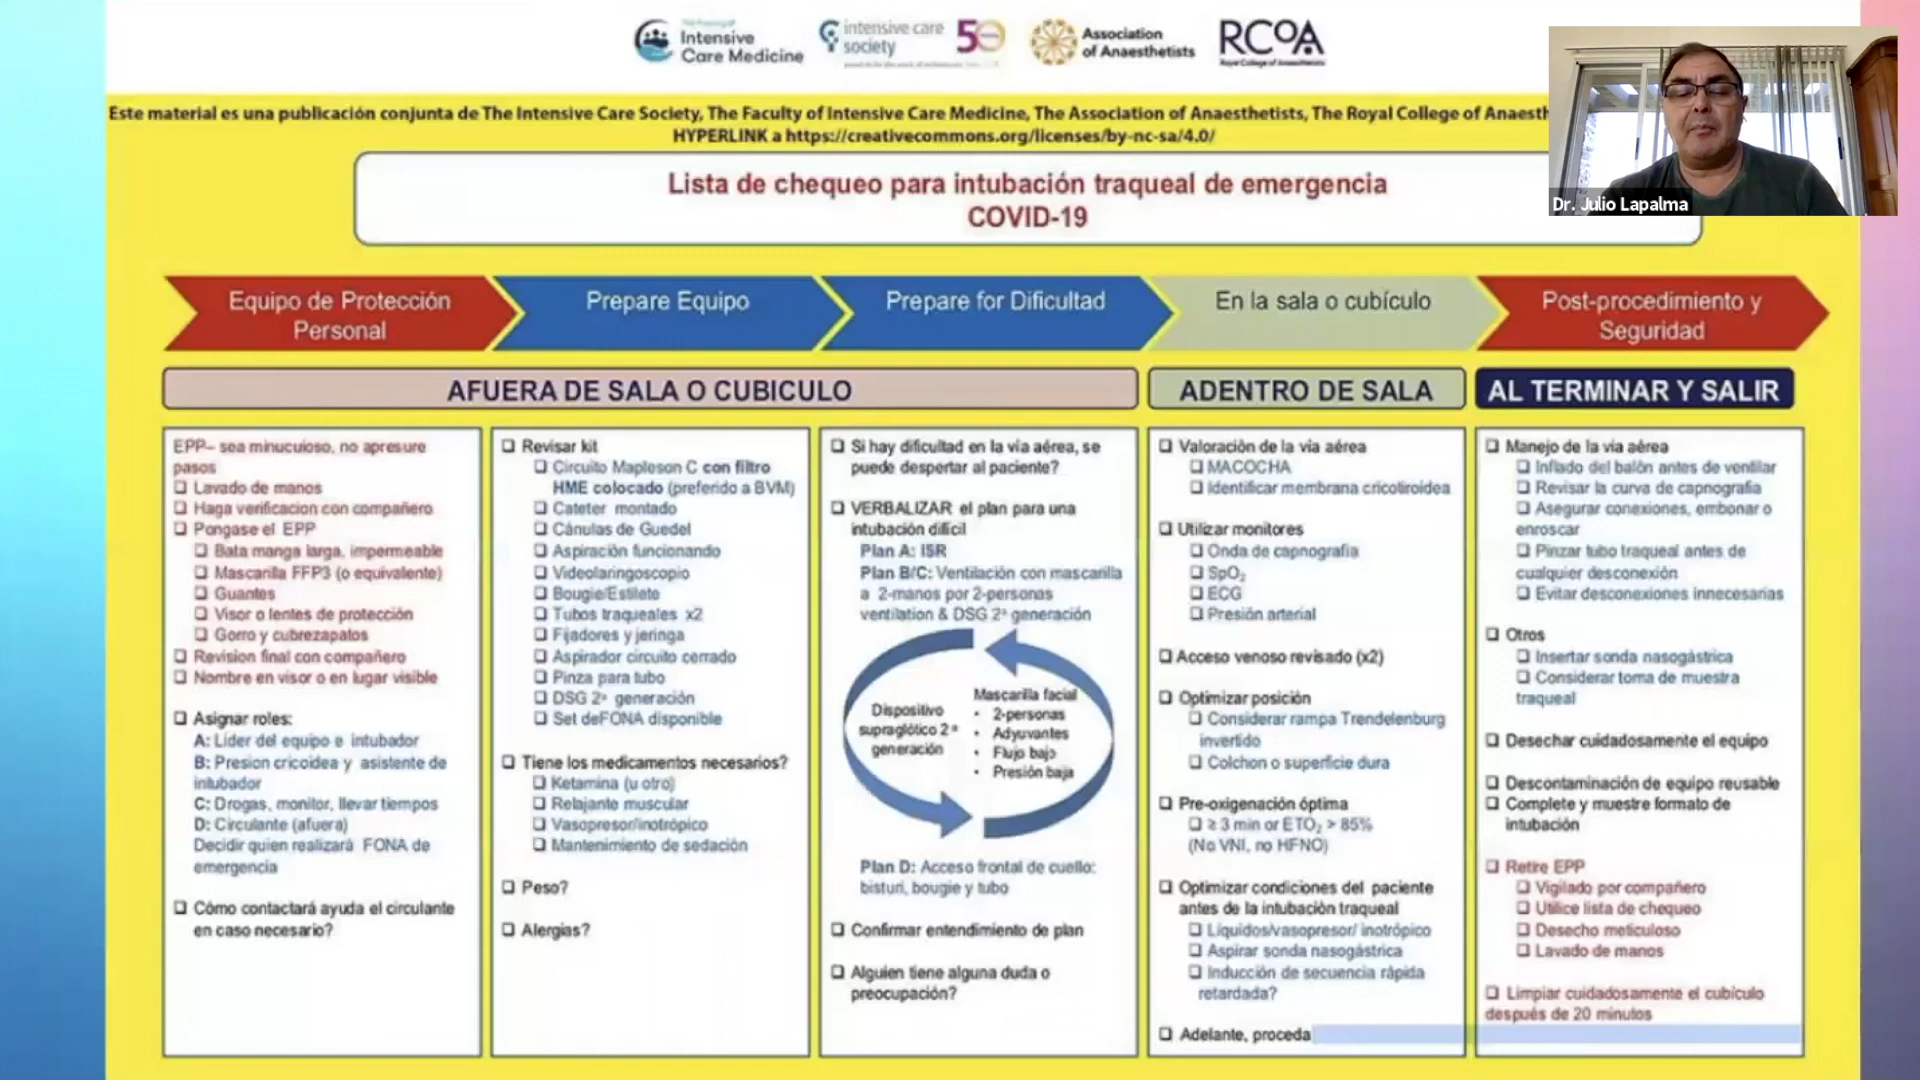 Intensive
Care Medicine
intensive care
society
50
Association
of Anaesthetists
RCOA
Royal College of Anaesthetists
Este material es una publicación conjunta de The Intensive Care Society, The Faculty of Intensive Care Medicine, The Association of Anaesthetists, The Royal College of Anaesth
HYPERLINK a https://creativecommons.org/licenses/by-nc-sa/4.0/
Dr. Julio Lapalma
Lista de chequeo para intubación traqueal de emergencia
COVID-19
Equipo de Protección
Personal
Prepare Equipo
Prepare for Dificultad
En la sala o cubículo
Post-procedimiento y
Seguridad
AFUERA DE SALA O CUBICULO
ADENTRO DE SALA
AL TERMINAR Y SALIR
EPP– sea minucuioso, no apresure
pasos
Lavado de manos
Haga verificacion con compañero
Pongase el EPP
Bata manga larga, impermeable
Mascarilla FFP3 (o equivalente)
Guantes
Visor o lentes de protección
Gorro y cubrezapatos
Revision final con compañero
Nombre en visor o en lugar visible
Asignar roles:
A: Lider del equipo e intubador
B: Presion cricoidea y asistente de
intubador
C: Drogas, monitor, llevar tiempos
D: Circulante (afuera)
Decidir quien realizará FONA de
emergencia
Cómo contactará ayuda el circulante
en caso necesario?
Revisar kit
Circuito Mapleson C con filtro
HME colocado (preferido a BVM)
Cateter montado
Cánulas de Guedel
Aspiración funcionando
Videolaringoscopio
Bougie/Estilete
Tubos traqueales x2
Fijadores y jeringa
Aspirador circuito cerrado
Pinza para tubo
DSG 2ª generación
Set deFONA disponible
Tiene los medicamentos necesarios?
Ketamina (u otro)
Relajante muscular
Vasopresor/inotrópico
Mantenimiento de sedación
Peso?
Alergias?
Si hay dificultad en la via aérea, se
puede despertar al paciente?
VERBALIZAR el plan para una
intubación difícil
Plan A: ISR
Plan B/C: Ventilación con mascarilla
a 2-manos por 2-personas
ventilation & DSG 2ª generación
Dispositivo
supraglótico 2ª
generación
Mascarilla facial
• 2-personas
• Adyuvantes
• Flujo bajo
• Presión baja
Plan D: Acceso frontal de cuello:
bisturi, bougie y tubo
Confirmar entendimiento de plan
Alguien tiene alguna duda o
preocupación?
Valoración de la via aérea
MACOCHA
Identificar membrana cricotiroidea
Utilizar monitores
Onda de capnografia
SpO₂
ECG
Presión arterial
Acceso venoso revisado (x2)
Optimizar posición
Considerar rampa Trendelenburg
invertido
Colchon o superficie dura
Pre-oxigenación óptima
≥ 3 min or ETO₂ > 85%
(No VNI, no HFNO)
Optimizar condiciones del paciente
antes de la intubación traqueal
Líquidos/vasopresor/ inotrópico
Aspirar sonda nasogástrica
Inducción de secuencia rápida
retardada?
Adelante, proceda
Manejo de la via aérea
Inflado del balón antes de ventilar
Revisar la curva de capnografia
Asegurar conexiones, embonar o
enroscar
Pinzar tubo traqueal antes de
cualquier desconexión
Evitar desconexiones innecesarias
Otros
Insertar sonda nasogástrica
Considerar toma de muestra
traqueal
Desechar cuidadosamente el equipo
Descontaminación de equipo reusable
Complete y muestre formato de
intubación
Retire EPP
Vigilado por compañero
Utilice lista de chequeo
Desecho meticuloso
Lavado de manos
Limpiar cuidadosamente el cubículo
después de 20 minutos